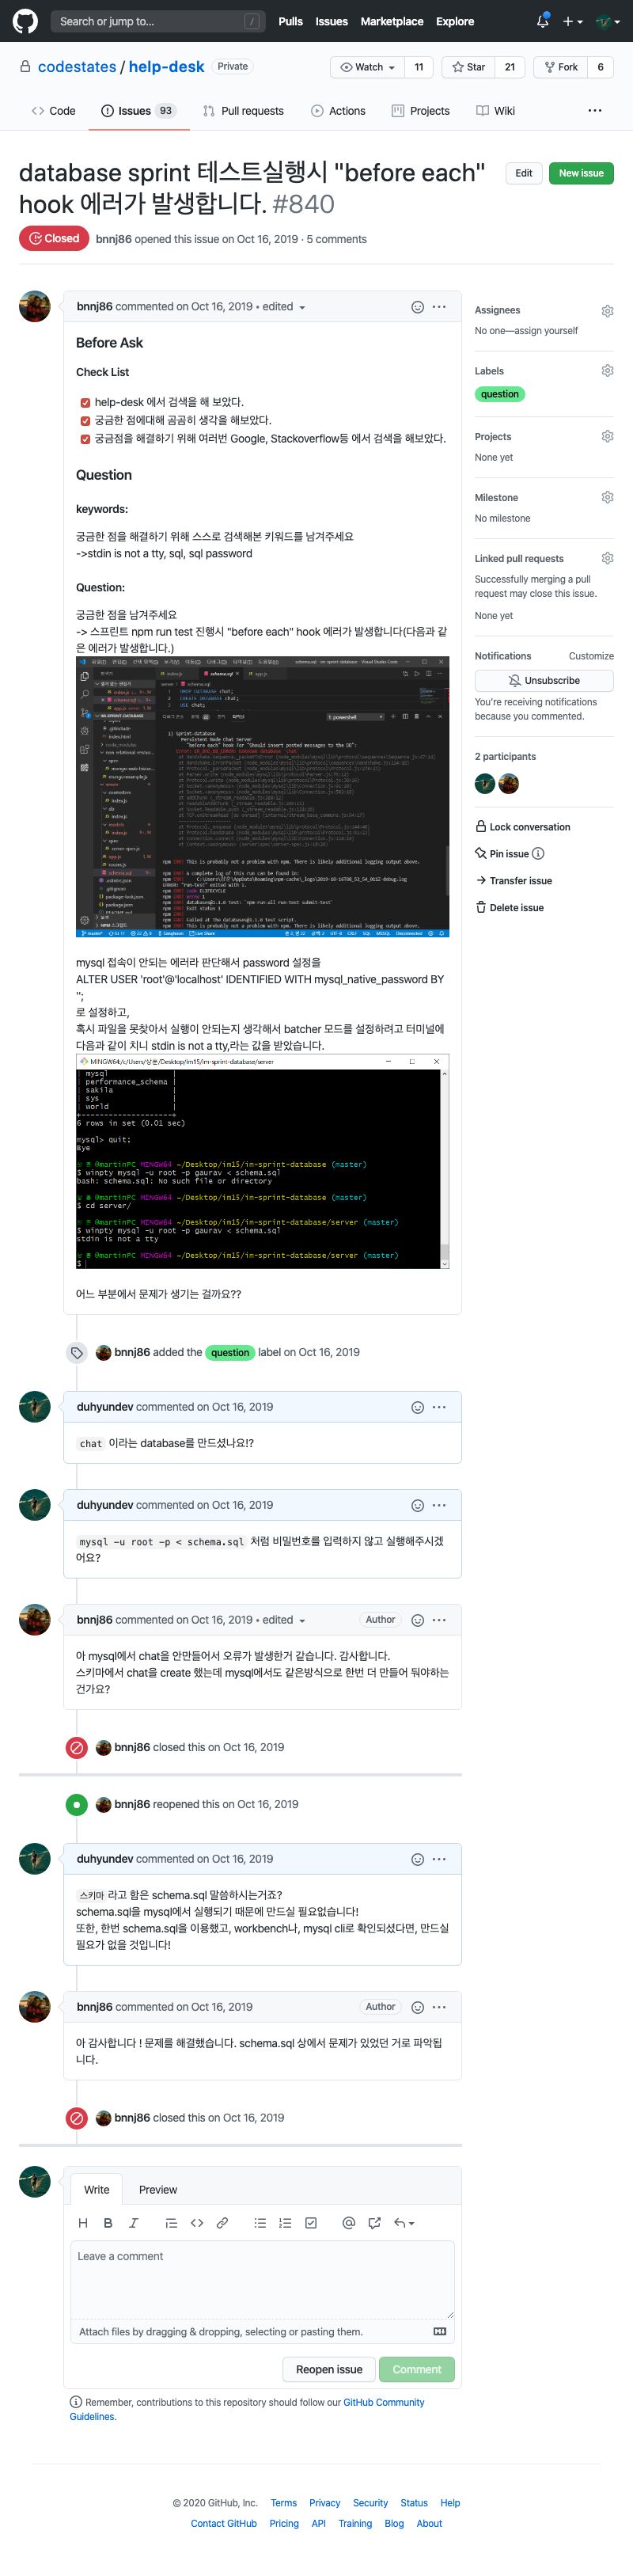 Search or jump to...
/
Pulls
Issues
Marketplace
Explore
codestates / help-desk
Private
Watch
11
Star
21
Fork
6
Code
Issues 93
Pull requests
Actions
Projects
Wiki
database sprint 테스트실행시 "before each"
hook 에러가 발생합니다. #840
Edit
New issue
Closed
bnnj86 opened this issue on Oct 16, 2019 · 5 comments
bnnj86 commented on Oct 16, 2019 • edited
Before Ask
Check List
help-desk 에서 검색을 해 보았다.
궁금한 점에대해 곰곰히 생각을 해보았다.
궁금점을 해결하기 위해 여러번 Google, Stackoverflow등 에서 검색을 해보았다.
Question
keywords:
궁금한 점을 해결하기 위해 스스로 검색해본 키워드를 남겨주세요
->stdin is not a tty, sql, sql password
Question:
궁금한 점을 남겨주세요
-> 스프린트 npm run test 진행시 "before each" hook 에러가 발생합니다(다음과 같
은 에러가 발생합니다.)
mysql 접속이 안되는 에러라 판단해서 password 설정을
ALTER USER 'root'@'localhost' IDENTIFIED WITH mysql_native_password BY
'';
로 설정하고,
혹시 파일을 못찾아서 실행이 안되는지 생각해서 batcher 모드를 설정하려고 터미널에
다음과 같이 치니 stdin is not a tty,라는 값을 받았습니다.
MINGW64:/c/Users/상운/Desktop/im15/im-sprint-database/server
| mysql |
| performance_schema |
| sakila |
| sys |
| world |
+--------------------+
6 rows in set (0.01 sec)
mysql> quit;
Bye
@martinPC MINGW64 ~/Desktop/im15/im-sprint-database (master)
$ winpty mysql -u root -p gaurav < schema.sql
bash: schema.sql: No such file or directory
@martinPC MINGW64 ~/Desktop/im15/im-sprint-database (master)
$ cd server/
@martinPC MINGW64 ~/Desktop/im15/im-sprint-database/server (master)
$ winpty mysql -u root -p gaurav < schema.sql
stdin is not a tty
@martinPC MINGW64 ~/Desktop/im15/im-sprint-database/server (master)
$
어느 부분에서 문제가 생기는 걸까요??
bnnj86 added the question label on Oct 16, 2019
duhyundev commented on Oct 16, 2019
chat 이라는 database를 만드셨나요!?
duhyundev commented on Oct 16, 2019
mysql -u root -p < schema.sql 처럼 비밀번호를 입력하지 않고 실행해주시겠
어요?
bnnj86 commented on Oct 16, 2019 • edited
Author
아 mysql에서 chat을 안만들어서 오류가 발생한거 같습니다. 감사합니다.
스키마에서 chat을 create 했는데 mysql에서도 같은방식으로 한번 더 만들어 둬야하는
건가요?
bnnj86 closed this on Oct 16, 2019
bnnj86 reopened this on Oct 16, 2019
duhyundev commented on Oct 16, 2019
스키마 라고 함은 schema.sql 말씀하시는거죠?
schema.sql을 mysql에서 실행되기 때문에 만드실 필요없습니다!
또한, 한번 schema.sql을 이용했고, workbench나, mysql cli로 확인되셨다면, 만드실
필요가 없을 것입니다!
bnnj86 commented on Oct 16, 2019
Author
아 감사합니다 ! 문제를 해결했습니다. schema.sql 상에서 문제가 있었던 거로 파악됩
니다.
bnnj86 closed this on Oct 16, 2019
Write
Preview
Leave a comment
Attach files by dragging & dropping, selecting or pasting them.
Reopen issue
Comment
Remember, contributions to this repository should follow our GitHub Community
Guidelines.
Assignees
No one—assign yourself
Labels
question
Projects
None yet
Milestone
No milestone
Linked pull requests
Successfully merging a pull
request may close this issue.
None yet
Notifications
Customize
Unsubscribe
You're receiving notifications
because you commented.
2 participants
Lock conversation
Pin issue
Transfer issue
Delete issue
© 2020 GitHub, Inc.
Terms
Privacy
Security
Status
Help
Contact GitHub
Pricing
API
Training
Blog
About